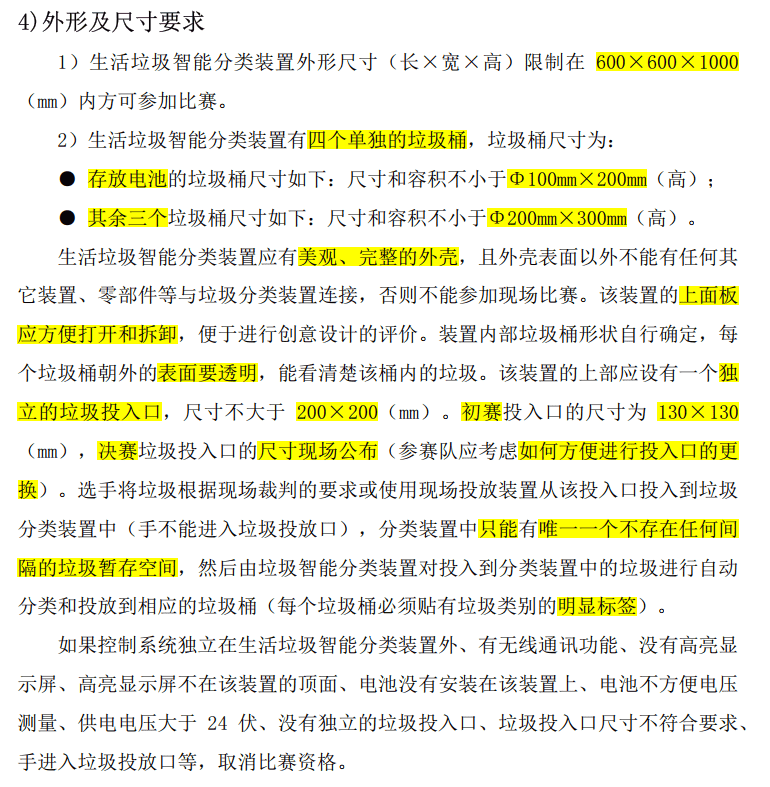 4)外形及尺寸要求
1）生活垃圾智能分类装置外形尺寸（长×宽×高）限制在 600×600×1000
（mm）内方可参加比赛。
2）生活垃圾智能分类装置有四个单独的垃圾桶，垃圾桶尺寸为：
● 存放电池的垃圾桶尺寸如下：尺寸和容积不小于Φ100mm×200mm（高）；
● 其余三个垃圾桶尺寸如下：尺寸和容积不小于Φ200mm×300mm（高）。
生活垃圾智能分类装置应有美观、完整的外壳，且外壳表面以外不能有任何其
它装置、零部件等与垃圾分类装置连接，否则不能参加现场比赛。该装置的上面板
应方便打开和拆卸，便于进行创意设计的评价。装置内部垃圾桶形状自行确定，每
个垃圾桶朝外的表面要透明，能看清楚该桶内的垃圾。该装置的上部应设有一个独
立的垃圾投入口，尺寸不大于 200×200（mm）。初赛投入口的尺寸为 130×130
（mm），决赛垃圾投入口的尺寸现场公布（参赛队应考虑如何方便进行投入口的更
换）。选手将垃圾根据现场裁判的要求或使用现场投放装置从该投入口投入到垃圾
分类装置中（手不能进入垃圾投放口），分类装置中只能有唯一一个不存在任何间
隔的垃圾暂存空间，然后由垃圾智能分类装置对投入到分类装置中的垃圾进行自动
分类和投放到相应的垃圾桶（每个垃圾桶必须贴有垃圾类别的明显标签）。
如果控制系统独立在生活垃圾智能分类装置外、有无线通讯功能、没有高亮显
示屏、高亮显示屏不在该装置的顶面、电池没有安装在该装置上、电池不方便电压
测量、供电电压大于 24 伏、没有独立的垃圾投入口、垃圾投入口尺寸不符合要求、
手进入垃圾投放口等，取消比赛资格。